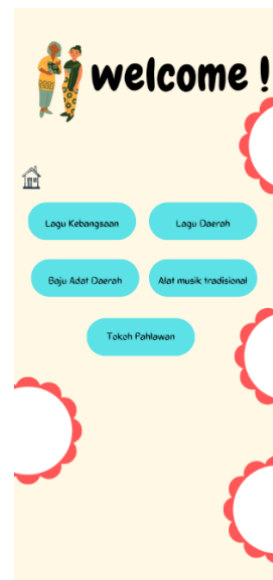 welcome !
Lagu Kebangsaan
Lagu Daerah
Baju Adat Daerah
Alat musik tradisional
Tokoh Pahlawan